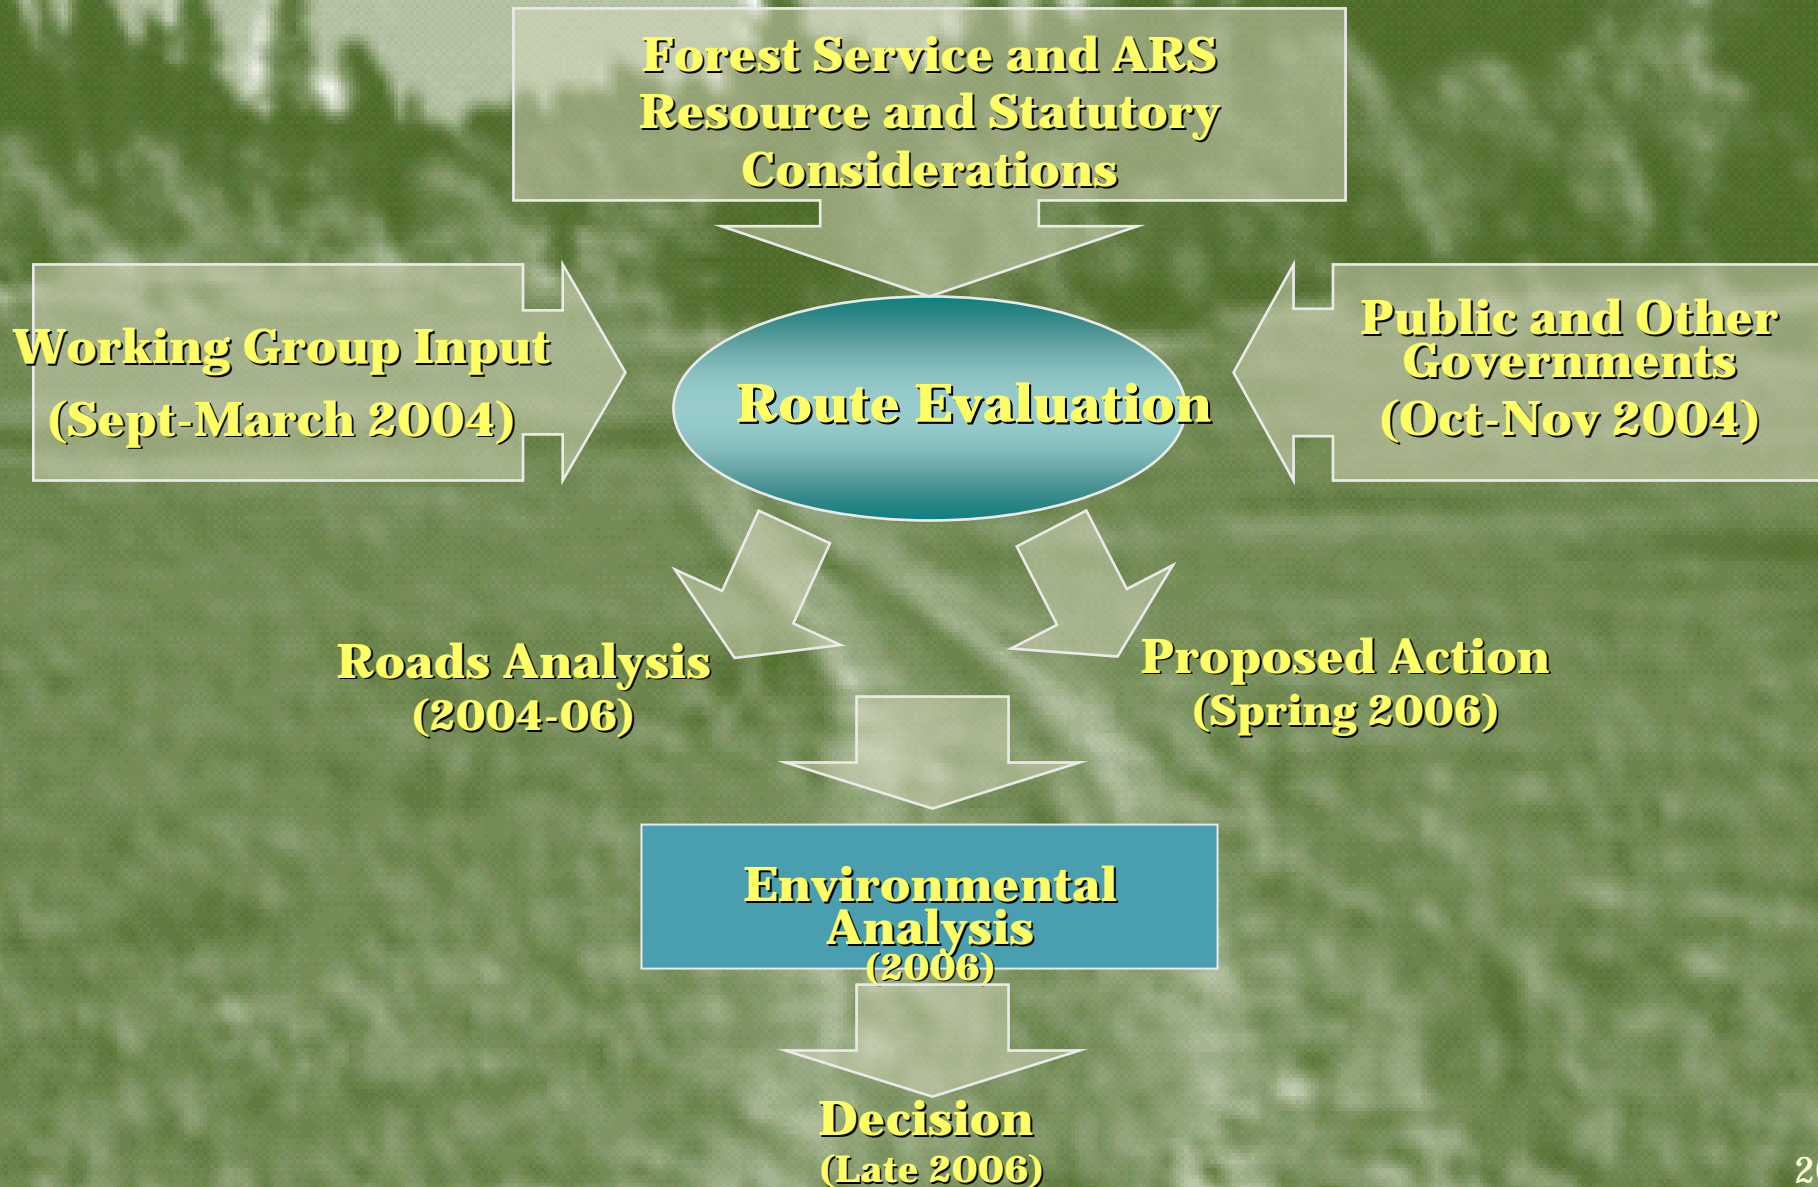 Forest Service and ARS
Resource and Statutory
Considerations
Working Group Input
(Sept-March 2004)
Route Evaluation
Public and Other
Governments
(Oct-Nov 2004)
Roads Analysis
(2004-06)
Proposed Action
(Spring 2006)
Environmental
Analysis
(2006)
Decision
(Late 2006)